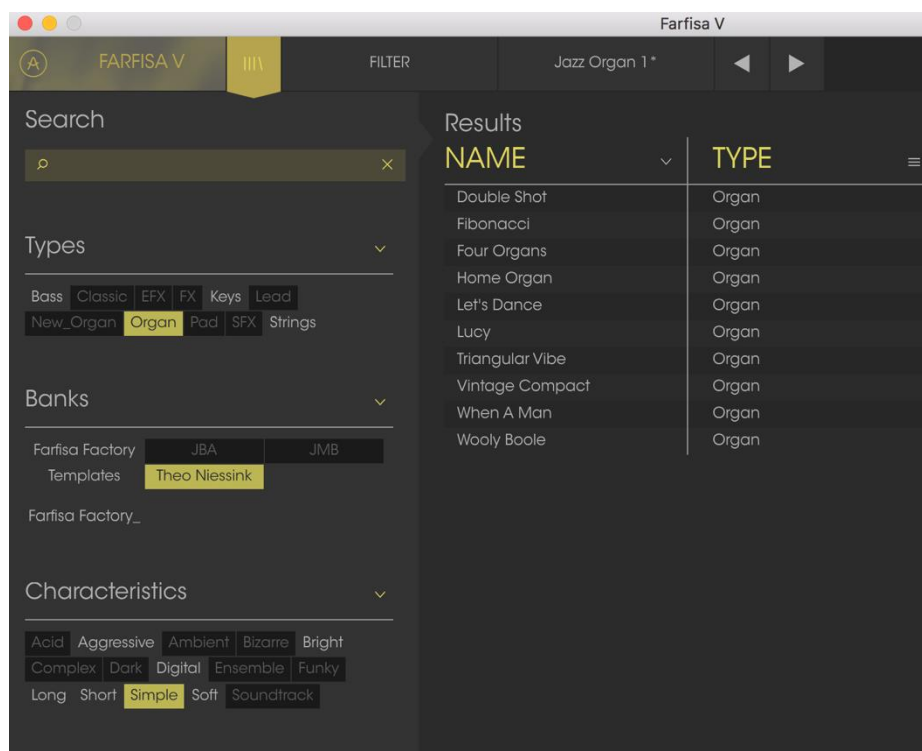 Farfisa V
FARFISA V FILTER Jazz Organ 1*
Search
Types
Bass Classic EFX FX Keys Lead
New_Organ Organ Pad SFX Strings
Banks
Farfisa Factory JBA JMB
Templates Theo Niessink
Farfisa Factory_
Characteristics
Acid Aggressive Ambient Bizarre Bright
Complex Dark Digital Ensemble Funky
Long Short Simple Soft Soundtrack
Results
NAME TYPE
Double Shot Organ
Fibonacci Organ
Four Organs Organ
Home Organ Organ
Let's Dance Organ
Lucy Organ
Triangular Vibe Organ
Vintage Compact Organ
When A Man Organ
Wooly Boole Organ